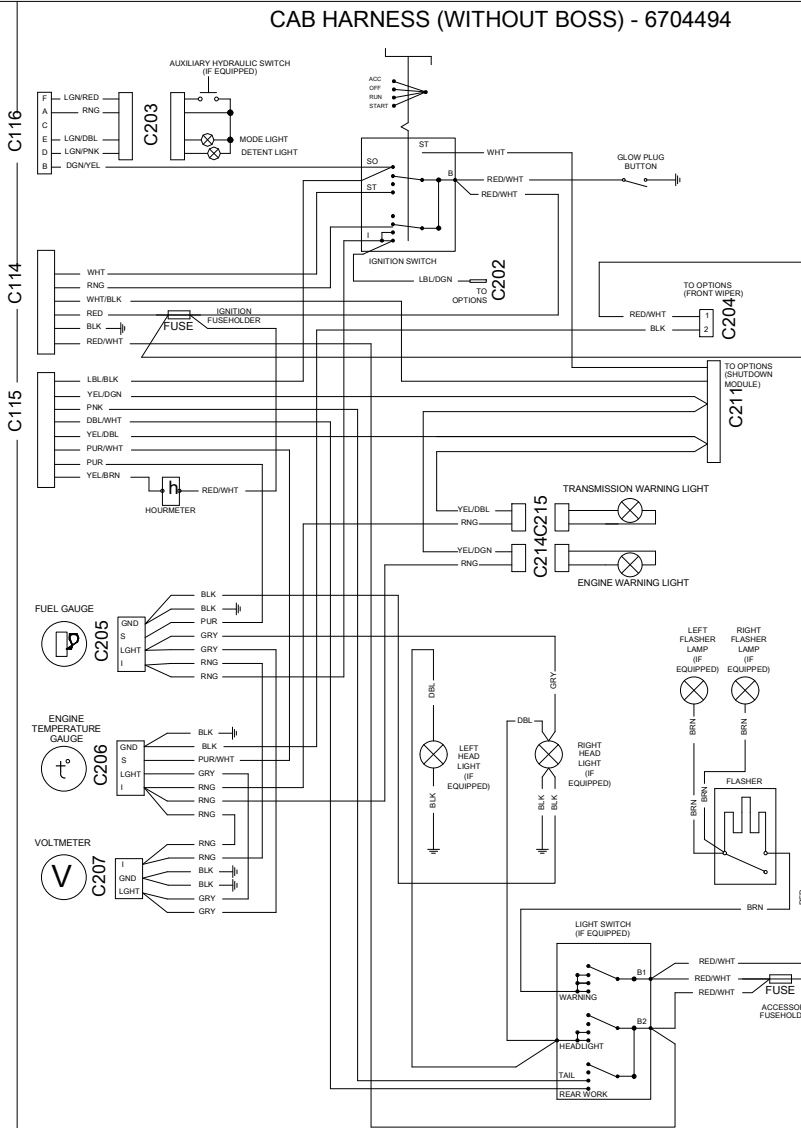 CAB HARNESS (WITHOUT BOSS) - 6704494
AUXILIARY HYDRAULIC SWITCH
(IF EQUIPPED)
C116
F
A
C
E
D
B
LGN/RED
RNG
LGN/DBL
LGN/PNK
DGN/YEL
C203
MODE LIGHT
DETENT LIGHT
ACC
OFF
RUN
START
ST
SO
ST
B
I
IGNITION SWITCH
WHT
RED/WHT
RED/WHT
GLOW PLUG
BUTTON
LBL/DGN
TO
OPTIONS
C202
C114
WHT
RNG
WHT/BLK
RED
BLK
RED/WHT
FUSE
IGNITION
FUSEHOLDER
TO OPTIONS
(FRONT WIPER)
RED/WHT
BLK
1
2
C204
C115
LBL/BLK
YEL/DGN
PNK
DBL/WHT
YEL/DBL
PUR/WHT
PUR
YEL/BRN
h
RED/WHT
HOURMETER
TO OPTIONS
(SHUTDOWN
MODULE)
C211
TRANSMISSION WARNING LIGHT
YEL/DBL
RNG
C215
YEL/DGN
RNG
C214
ENGINE WARNING LIGHT
FUEL GAUGE
C205
GND
S
LGHT
I
BLK
BLK
PUR
GRY
GRY
RNG
RNG
ENGINE
TEMPERATURE
GAUGE
t°
C206
GND
S
LGHT
I
BLK
BLK
PUR/WHT
GRY
RNG
RNG
RNG
VOLTMETER
V
C207
I
GND
LGHT
RNG
RNG
BLK
BLK
GRY
GRY
DBL
LEFT
HEAD
LIGHT
(IF
EQUIPPED)
BLK
GRY
DBL
RIGHT
HEAD
LIGHT
(IF
EQUIPPED)
BLK
BLK
LEFT
FLASHER
LAMP
(IF
EQUIPPED)
RIGHT
FLASHER
LAMP
(IF
EQUIPPED)
BRN
BRN
BRN
BRN
FLASHER
BRN
RED
LIGHT SWITCH
(IF EQUIPPED)
B1
WARNING
B2
HEADLIGHT
TAIL
REAR WORK
RED/WHT
RED/WHT
RED/WHT
FUSE
ACCESSO
FUSEHOLD